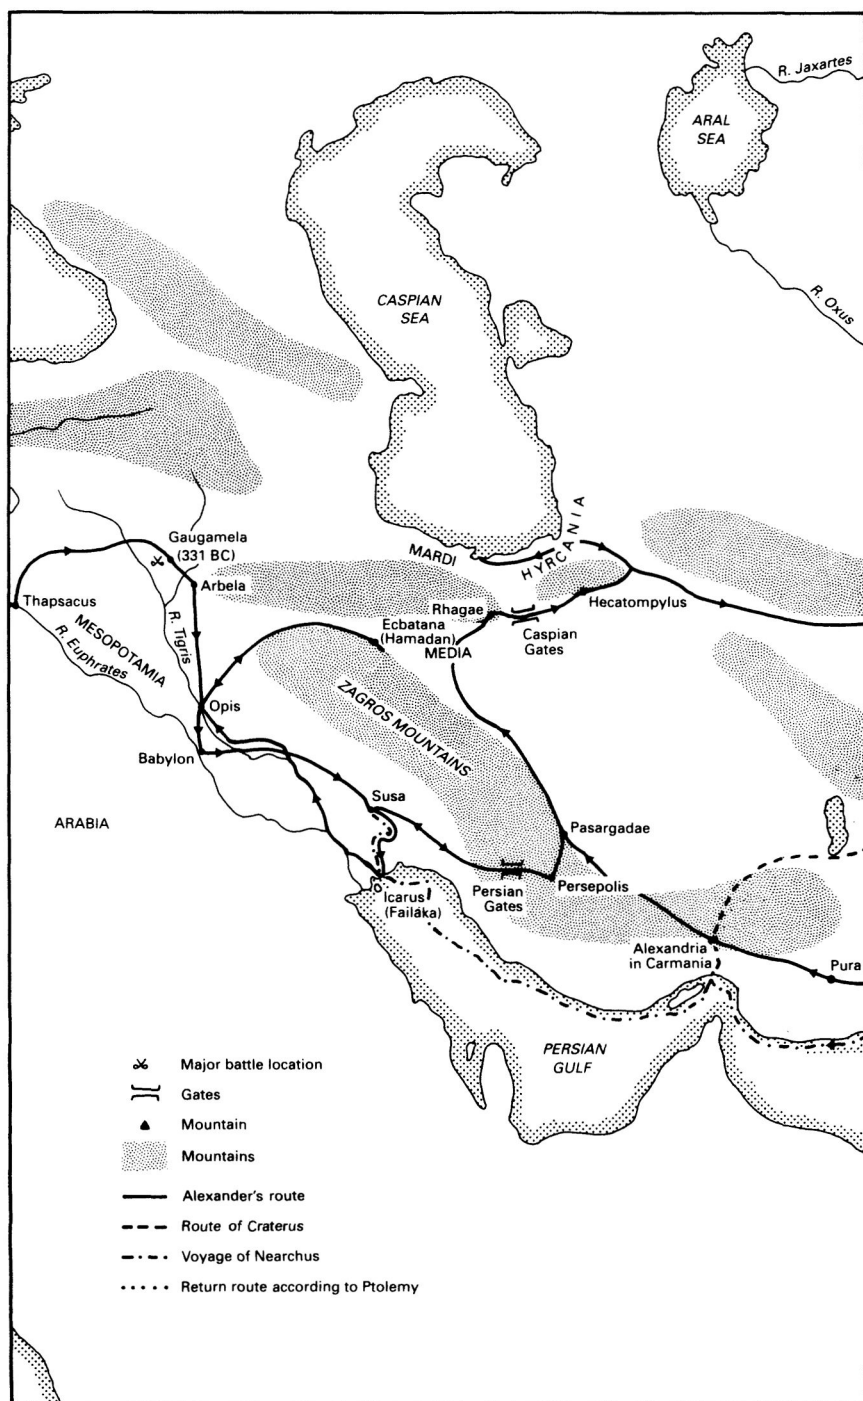 R. Jaxartes
ARAL
SEA
R. Oxus
CASPIAN
SEA
Gaugamela
(331 BC)
MARDI
HYRCANIA
Arbela
Thapsacus
Hecatompylus
Rhagae
Ecbatana
(Hamadan)
Caspian
Gates
MEDIA
MESOPOTAMIA
R. Tigris
R. Euphrates
ZAGROS MOUNTAINS
Opis
Babylon
Susa
ARABIA
Pasargadae
Persian
Gates
Persepolis
Icarus
(Failaka)
Alexandria
in Carmania
Pura
PERSIAN
GULF
Major battle location
Gates
Mountain
Mountains
Alexander's route
Route of Craterus
Voyage of Nearchus
Return route according to Ptolemy